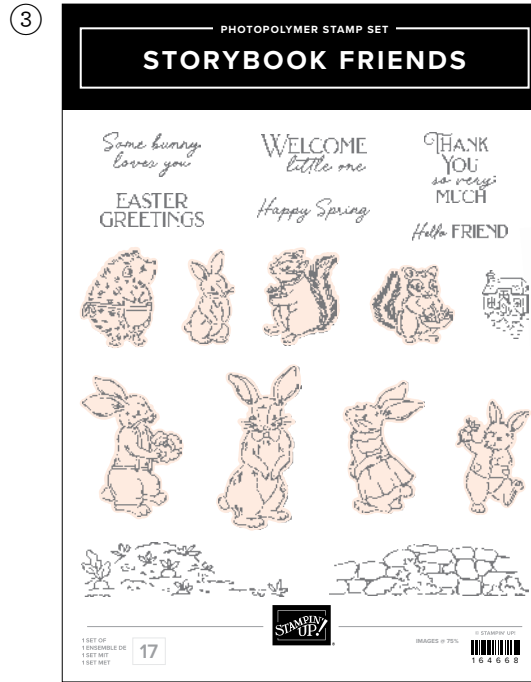 3
PHOTOPOLYMER STAMP SET
STORYBOOK FRIENDS
Some bunny
loves you
WELCOME
little one
THANK
YOU
so very
MUCH
EASTER
GREETINGS
Happy Spring
Hello FRIEND
1 SET OF
1 ENSEMBLE DE
1 SET MIT
1 SET MET
17
STAMPIN'
UP!®
IMAGES @ 75%
© STAMPIN' UP!
164668